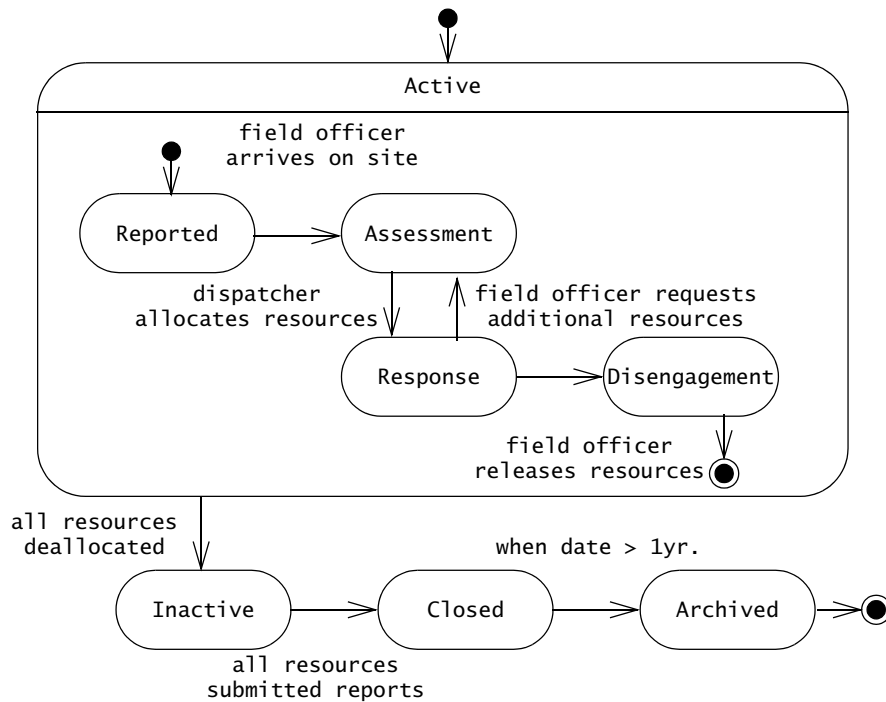 Active
field officer
arrives on site
Reported
Assessment
dispatcher
allocates resources
field officer requests
additional resources
Response
Disengagement
field officer
releases resources
all resources
deallocated
when date > 1yr.
Inactive
Closed
Archived
all resources
submitted reports